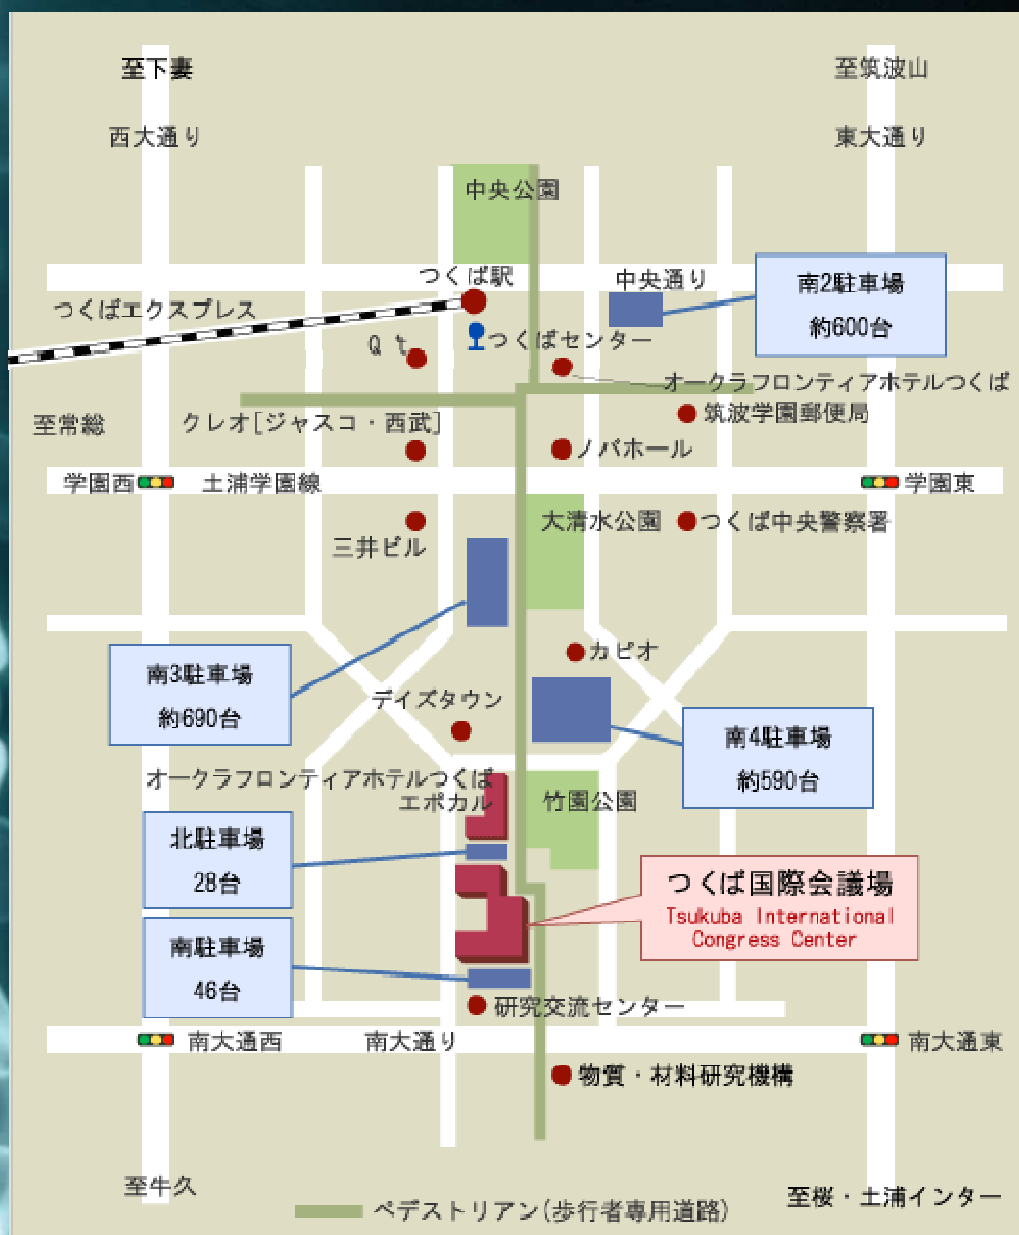 至下妻
至筑波山
西大通り
東大通り
中央公園
つくば駅
中央通り
南2駐車場
約600台
つくばエクスプレス
つくばセンター
Qt
オークラフロンティアホテルつくば
筑波学園郵便局
至常総
クレオ[ジャスコ・西武]
ノバホール
学園西
土浦学園線
学園東
大清水公園
つくば中央警察署
三井ビル
カピオ
南3駐車場
約690台
デイズタウン
南4駐車場
約590台
オークラフロンティアホテルつくば
エポカル
竹園公園
北駐車場
28台
つくば国際会議場
Tsukuba International
Congress Center
南駐車場
46台
研究交流センター
南大通西
南大通り
南大通東
物質・材料研究機構
至牛久
至桜・土浦インター
ペデストリアン(歩行者専用道路)